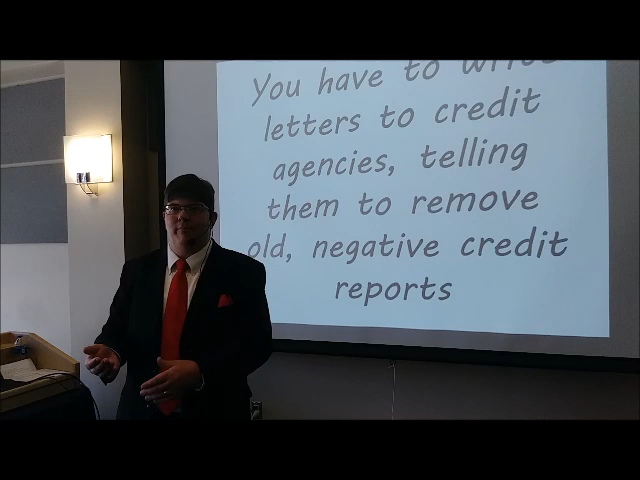 You have to write
letters to credit
agencies, telling
them to remove
old, negative credit
reports